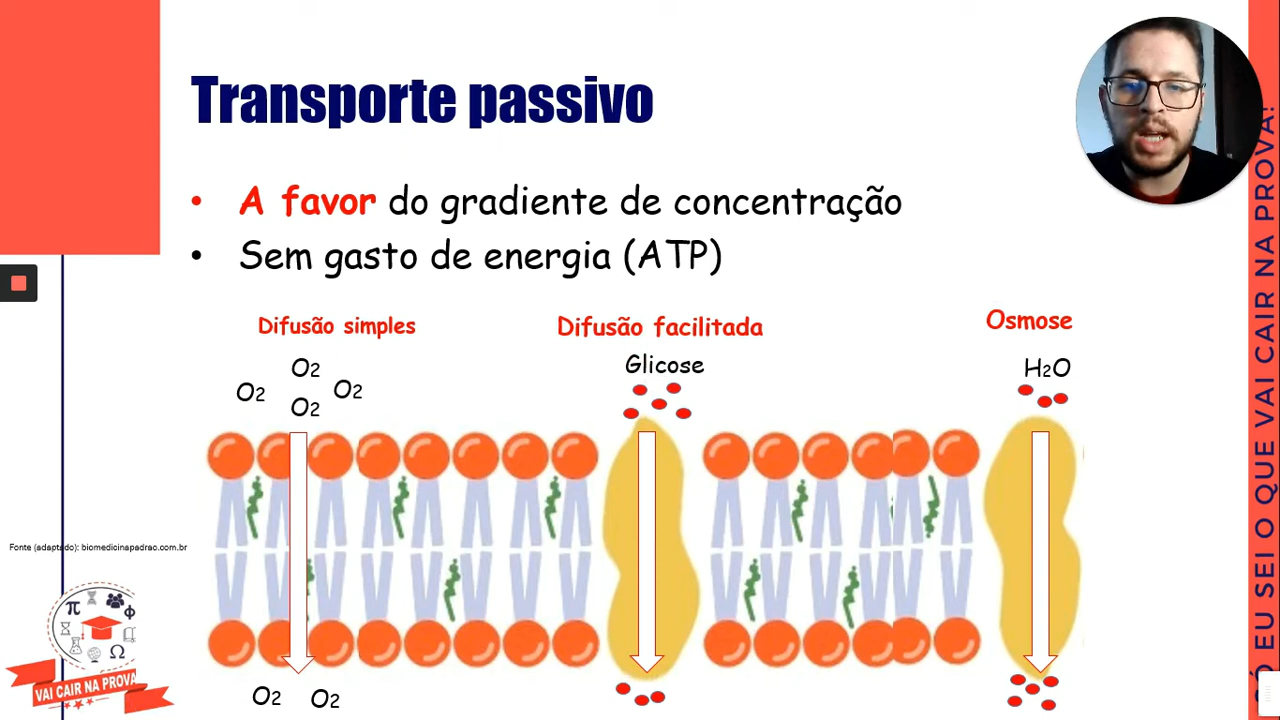 Transporte passivo
• A favor do gradiente de concentração
• Sem gasto de energia (ATP)
Difusão simples
Difusão facilitada
Osmose
O2
O2
O2
O2
Glicose
H2O
O2
O2
Fonte (adaptado): biomedicinapadrao.com.br
π
Φ
Ω
VAI CAIR NA PROVA
SÓ EU SEI O QUE VAI CAIR NA PROVA!